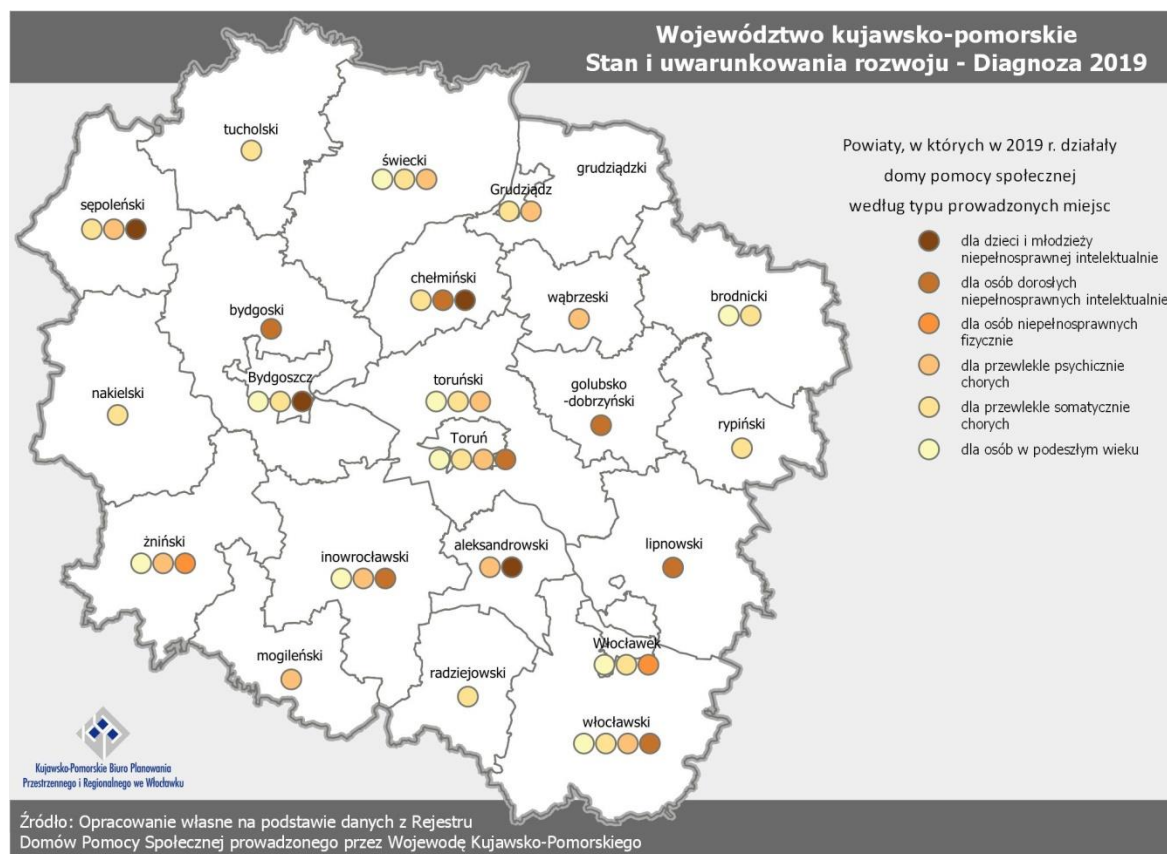 Województwo kujawsko-pomorskie
Stan i uwarunkowania rozwoju - Diagnoza 2019
Powiaty, w których w 2019 r. działały
domy pomocy społecznej
według typu prowadzonych miejsc
dla dzieci i młodzieży
niepełnosprawnej intelektualnie
dla osób dorosłych
niepełnosprawnych intelektualnie
dla osób niepełnosprawnych
fizycznie
dla przewlekle psychicznie
chorych
dla przewlekle somatycznie
chorych
dla osób w podeszłym wieku
tucholski
świecki
grudziądzki
Grudziądz
sępoleński
chełmiński
wąbrzeski
brodnicki
bydgoski
nakielski
Bydgoszcz
toruński
golubsko
-dobrzyński
rypiński
Toruń
żniński
inowrocławski
aleksandrowski
lipnowski
mogileński
radziejowski
Włocławek
włocławski
Kujawsko-Pomorskie Biuro Planowania
Przestrzennego i Regionalnego we Włocławku
Źródło: Opracowanie własne na podstawie danych z Rejestru
Domów Pomocy Społecznej prowadzonego przez Wojewodę Kujawsko-Pomorskiego